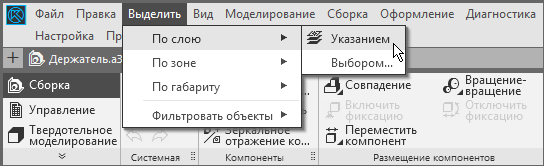 Файл Правка Выделить Вид Моделирование Сборка Оформление Диагностика
Настройка
По слою
Указанием
Держатель.a3
По зоне
Выбором...
По габариту
Сборка
Совпадение
Вращение-
вращение
Управление
Фильтровать объекты
Включить
фиксацию
Отключить
фиксацию
Твердотельное
моделирование
Зеркальное
отражение ко...
Переместить
компонент
Системная
Компоненты
Размещение компонентов